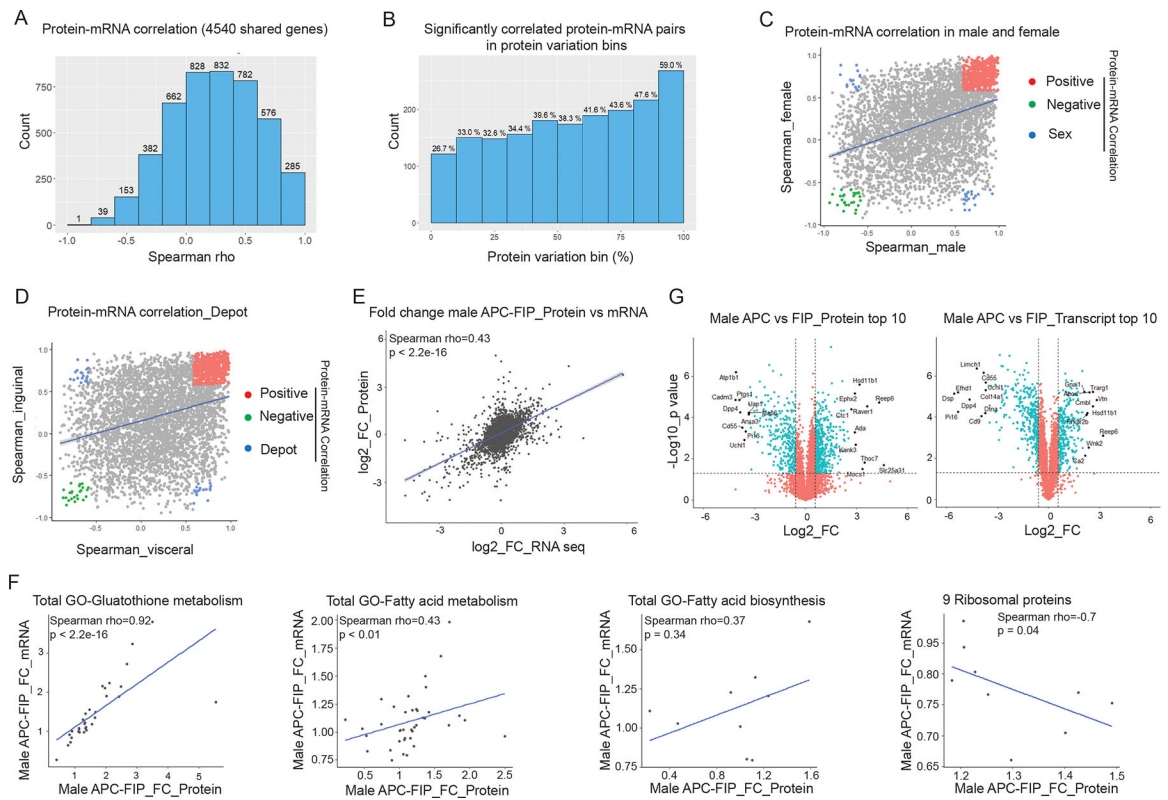 A
Protein-mRNA correlation (4540 shared genes)
Count
750
500
250
0
1
39
153
382
662
828
832
782
576
285
-1.0
-0.5
0.0
0.5
1.0
Spearman rho
B
Significantly correlated protein-mRNA pairs
in protein variation bins
Count
200
100
0
26.7 %
33.0 %
32.6 %
34.4 %
39.6 %
38.3 %
41.6 %
43.6 %
47.6 %
59.0 %
0
25
50
75
100
Protein variation bin (%)
C
Protein-mRNA correlation in male and female
Spearman_female
1.0
0.5
0.0
-0.5
-1.0
-1.0
-0.5
0.0
0.5
1.0
Spearman_male
Positive
Negative
Sex
Protein-mRNA Correlation
D
Protein-mRNA correlation_Depot
Spearman_inguinal
1.0
0.5
0.0
-0.5
-1.0
-1.0
-0.5
0.0
0.5
1.0
Spearman_visceral
Positive
Negative
Depot
Protein-mRNA Correlation
E
Fold change male APC-FIP_Protein vs mRNA
Spearman rho=0.43
p < 2.2e-16
log2_FC_Protein
6
3
0
-3
-3
0
3
6
log2_FC_RNA seq
G
Male APC vs FIP_Protein top 10
-Log10_p value
6
4
2
0
Atp1b1
Cadm3
Ptgs1
Dpp4
Cd55
Anxa3
Pi16
Uchl1
Hsd11b1
Ephx2
Reep6
Raver1
Ctc1
Ada
Kank3
Thoc7
Mocs1
Slc25a31
-6
-3
0
3
6
Log2_FC
Male APC vs FIP_Transcript top 10
6
4
2
0
Limch1
Cd55
Efhd1
Uchl1
Dsp
Col14a1
Dpp4
Pi16
Cd9
Gnai1
Trarg1
Vtn
Cmbl
Hsd11b1
Reep6
Wnk2
Ca2
-6
-3
0
3
6
Log2_FC
F
Total GO-Gluatothione metabolism
Spearman rho=0.92
p < 2.2e-16
Male APC-FIP_FC_mRNA
3
2
1
1
2
3
4
5
Male APC-FIP_FC_Protein
Total GO-Fatty acid metabolism
Spearman rho=0.43
p < 0.01
Male APC-FIP_FC_mRNA
2.00
1.75
1.50
1.25
1.00
0.75
0.5
1.0
1.5
2.0
2.5
Male APC-FIP_FC_Protein
Total GO-Fatty acid biosynthesis
Spearman rho=0.37
p = 0.34
Male APC-FIP_FC_mRNA
1.50
1.25
1.00
0.75
0.4
0.8
1.2
1.6
Male APC-FIP_FC_Protein
9 Ribosomal proteins
Spearman rho=-0.7
p = 0.04
Male APC-FIP_FC_mRNA
0.95
0.85
0.75
0.65
1.2
1.3
1.4
1.5
Male APC-FIP_FC_Protein